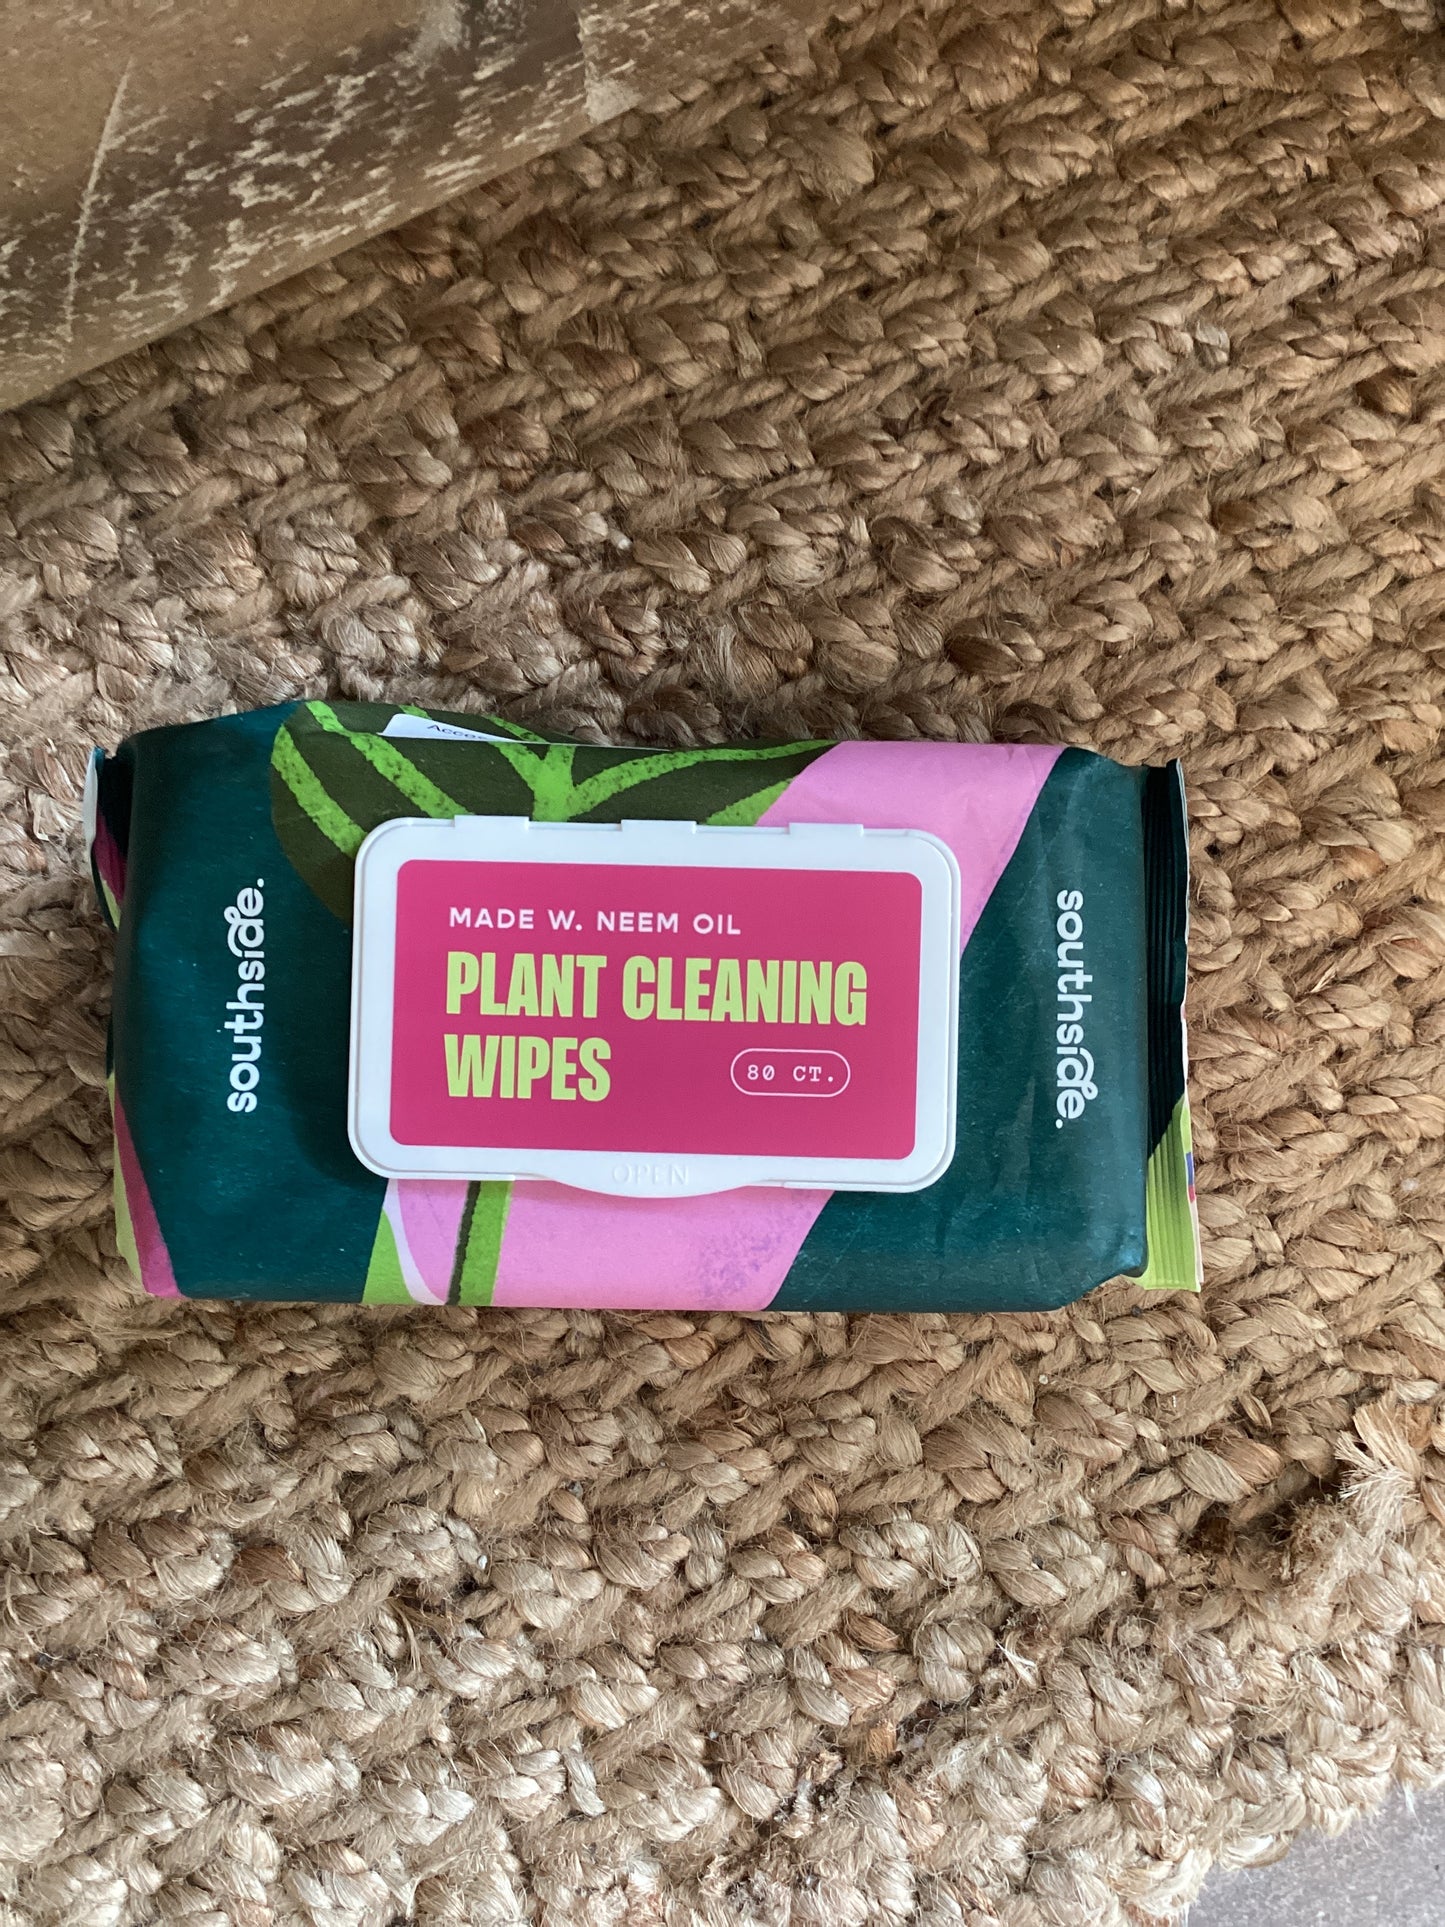 southside.
MADE W. NEEM OIL
PLANT CLEANING
WIPES
80 CT.
OPEN
southside.